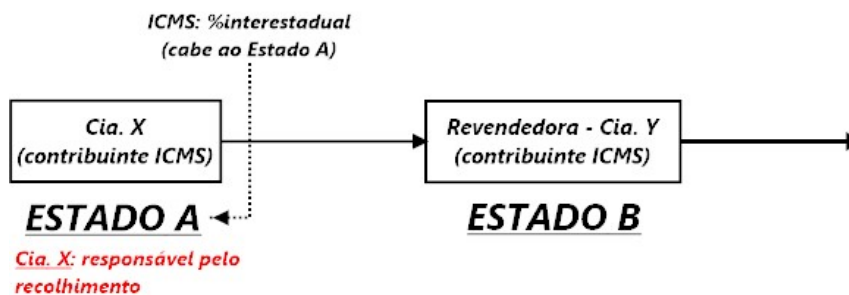 ICMS: %interestadual
(cabe ao Estado A)
Cia. X
(contribuinte ICMS)
Revendedora - Cia. Y
(contribuinte ICMS)
ESTADO A
ESTADO B
Cia. X: responsável pelo
recolhimento